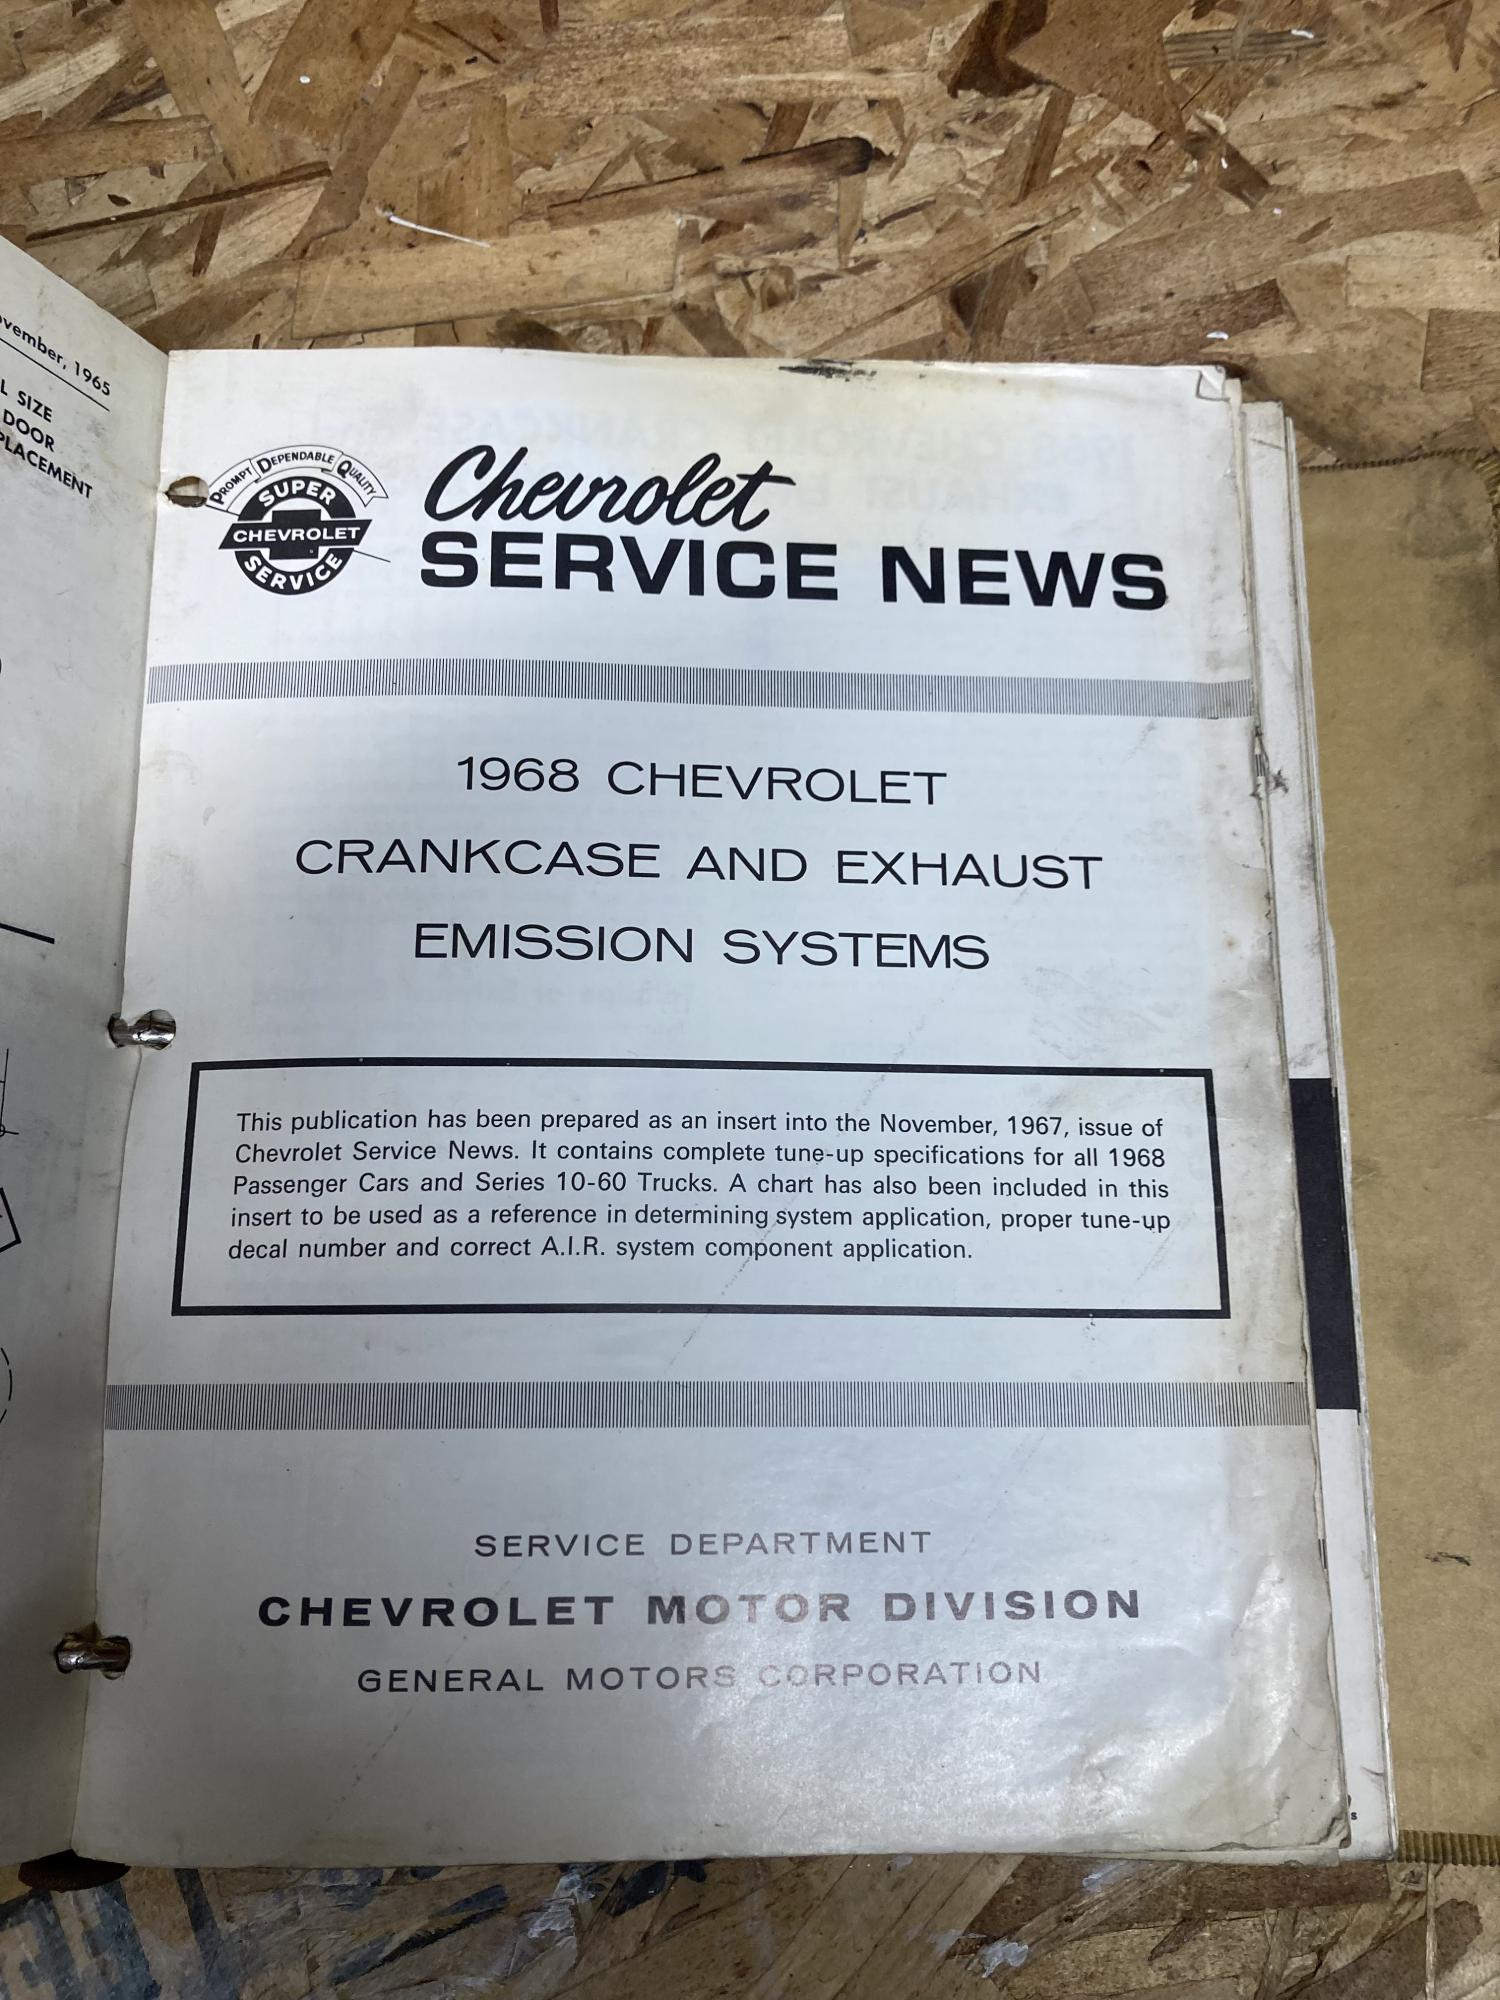 November, 1965
SIZE
DOOR
PROMPT DEPENDABLE QUALITY
SUPER
CHEVROLET
SERVICE
Chevrolet
SERVICE NEWS
1968 CHEVROLET
CRANKCASE AND EXHAUST
EMISSION SYSTEMS
This publication has been prepared as an insert into the November, 1967, issue of
Chevrolet Service News. It contains complete tune-up specifications for all 1968
Passenger Cars and Series 10-60 Trucks. A chart has also been included in this
insert to be used as a reference in determining system application, proper tune-up
decal number and correct A.I.R. system component application.
SERVICE DEPARTMENT
CHEVROLET MOTOR DIVISION
GENERAL MOTORS CORPORATION